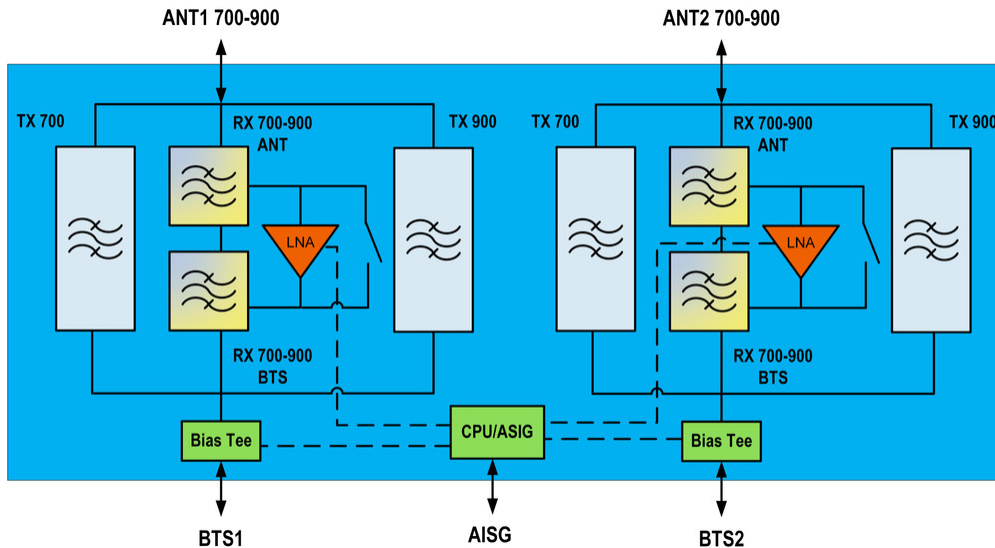 ANT1 700-900
ANT2 700-900
TX 700
RX 700-900
ANT
TX 900
TX 700
RX 700-900
ANT
TX 900
LNA
LNA
RX 700-900
BTS
RX 700-900
BTS
Bias Tee
CPU/ASIG
Bias Tee
BTS1
AISG
BTS2